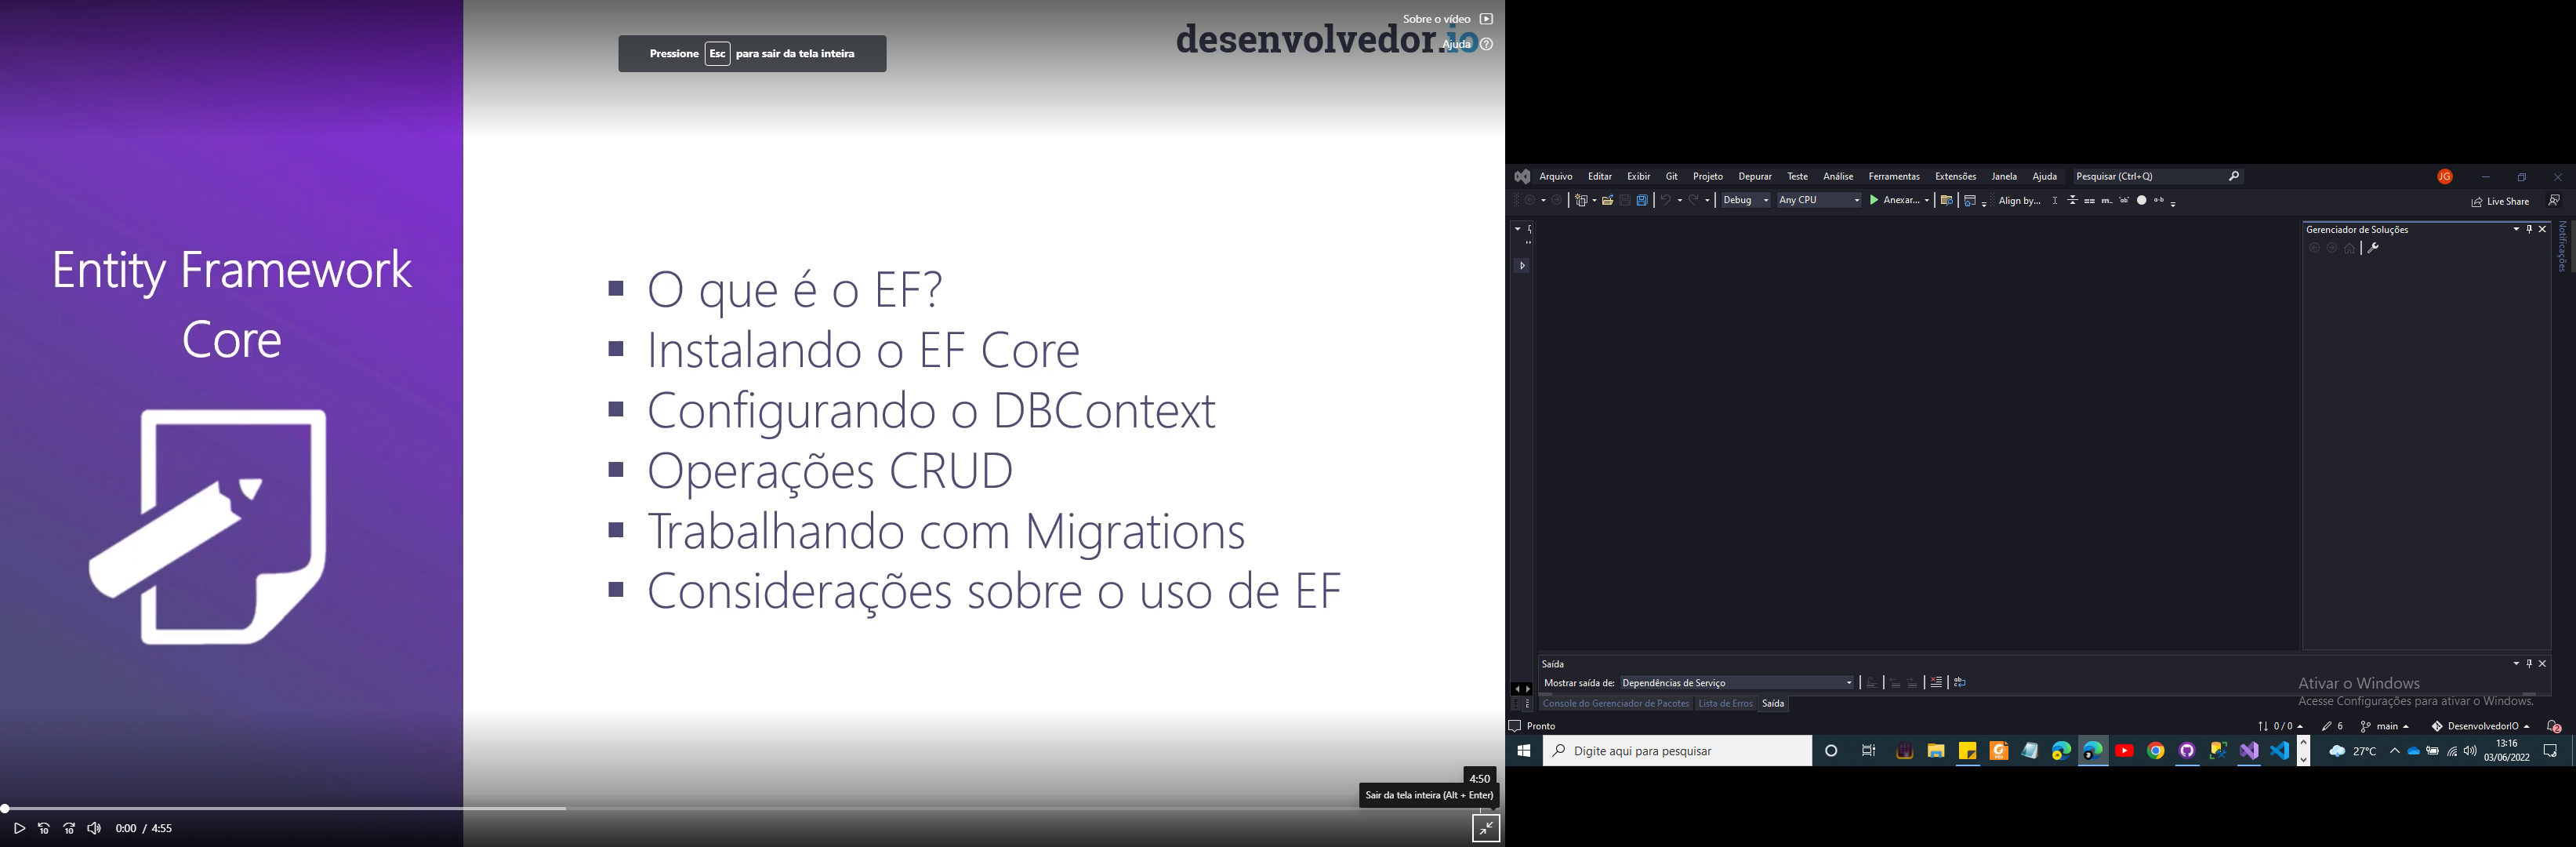 Sobre o vídeo
desenvolvedor.io
Ajuda
Pressione Esc para sair da tela inteira
Entity Framework
Core
O que é o EF?
Instalando o EF Core
Configurando o DBContext
Operações CRUD
Trabalhando com Migrations
Considerações sobre o uso de EF
4:50
Sair da tela inteira (Alt + Enter)
10 10 0:00 / 4:55
Arquivo Editar Exibir Git Projeto Depurar Teste Análise Ferramentas Extensões Janela Ajuda Pesquisar (Ctrl+Q) JG
Debug Any CPU Anexar... Align by... Live Share
Gerenciador de Soluções
Notificações
Saída
Mostrar saída de: Dependências de Serviço
Ativar o Windows
Acesse Configurações para ativar o Windows.
Console do Gerenciador de Pacotes Lista de Erros Saída
Pronto 0 / 0 6 main DesenvolvedorIO 2
Digite aqui para pesquisar 27°C 13:16
03/06/2022